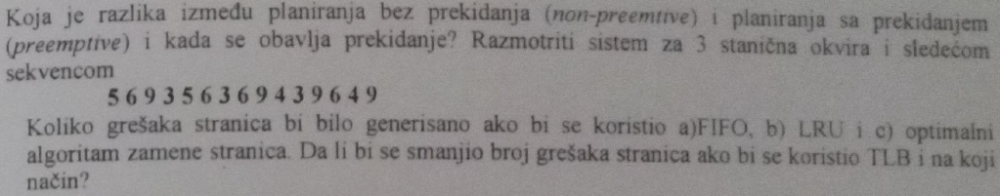 Koja je razlika između planiranja bez prekidanja (non-preemtive) i planiranja sa prekidanjem
(preemptive) i kada se obavlja prekidanje? Razmotriti sistem za 3 stanična okvira i sledećom
sekvencom
5 6 9 3 5 6 3 6 9 4 3 9 6 4 9
Koliko grešaka stranica bi bilo generisano ako bi se koristio a)FIFO, b) LRU i c) optimalni
algoritam zamene stranica. Da li bi se smanjio broj grešaka stranica ako bi se koristio TLB i na koji
način?